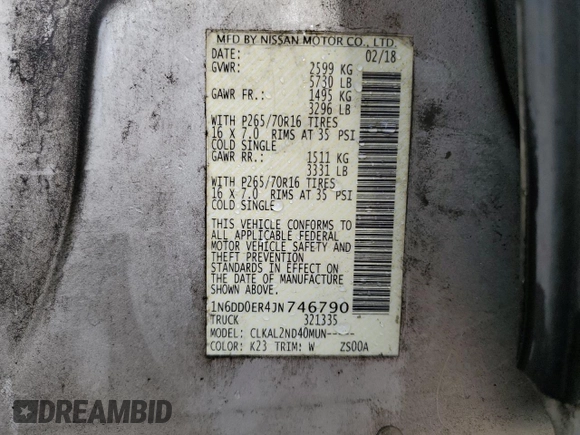 MFD BY NISSAN MOTOR CO., LTD.
DATE: 02/18
GVWR: 2599 KG
5730 LB
GAWR FR.: 1495 KG
3296 LB
WITH P265/70R16 TIRES
16 X 7.0 RIMS AT 35 PSI
COLD SINGLE
GAWR RR.: 1511 KG
3331 LB
WITH P265/70R16 TIRES
16 X 7.0 RIMS AT 35 PSI
COLD SINGLE
THIS VEHICLE CONFORMS TO
ALL APPLICABLE FEDERAL
MOTOR VEHICLE SAFETY AND
THEFT PREVENTION
STANDARDS IN EFFECT ON THE
DATE OF MANUFACTURE
SHOWN ABOVE.
1N6DD0ER4JN746790
TRUCK 321335
MODEL: CLKAL2ND40MUN-----
COLOR: K23 TRIM: W ZS00A
DREAMBID